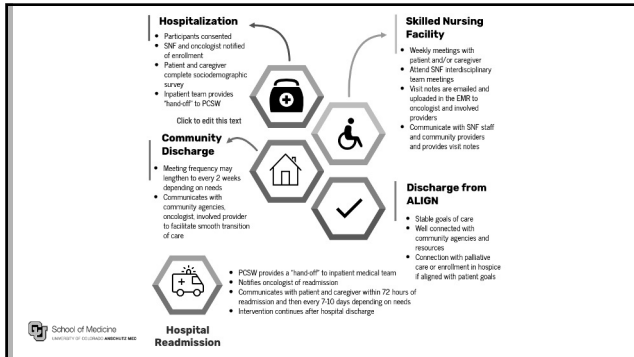 Hospitalization
• Participants consented
• SNF and oncologist notified
of enrollment
• Patient and caregiver
complete sociodemographic
survey
• Inpatient team provides
"hand-off" to PCSW
Click to edit this text
Skilled Nursing
Facility
• Weekly meetings with
patient and/or caregiver
• Attend SNF interdisciplinary
team meetings
• Visit notes are emailed and
uploaded in the EMR to
oncologist and involved
providers
• Communicate with SNF staff
and community providers
and provides visit notes
Community
Discharge
• Meeting frequency may
lengthen to every 2 weeks
depending on needs
• Communicates with
community agencies,
oncologist, involved provider
to facilitate smooth transition
of care
Discharge from
ALIGN
• Stable goals of care
• Well connected with
community agencies and
resources
• Connection with palliative
care or enrollment in hospice
if aligned with patient goals
• PCSW provides a "hand-off" to inpatient medical team
• Notifies oncologist of readmission
• Communicates with patient and caregiver within 72 hours of
readmission and then every 7-10 days depending on needs
• Intervention continues after hospital discharge
Hospital
Readmission
School of Medicine
UNIVERSITY OF COLORADO ANSCHUTZ MED